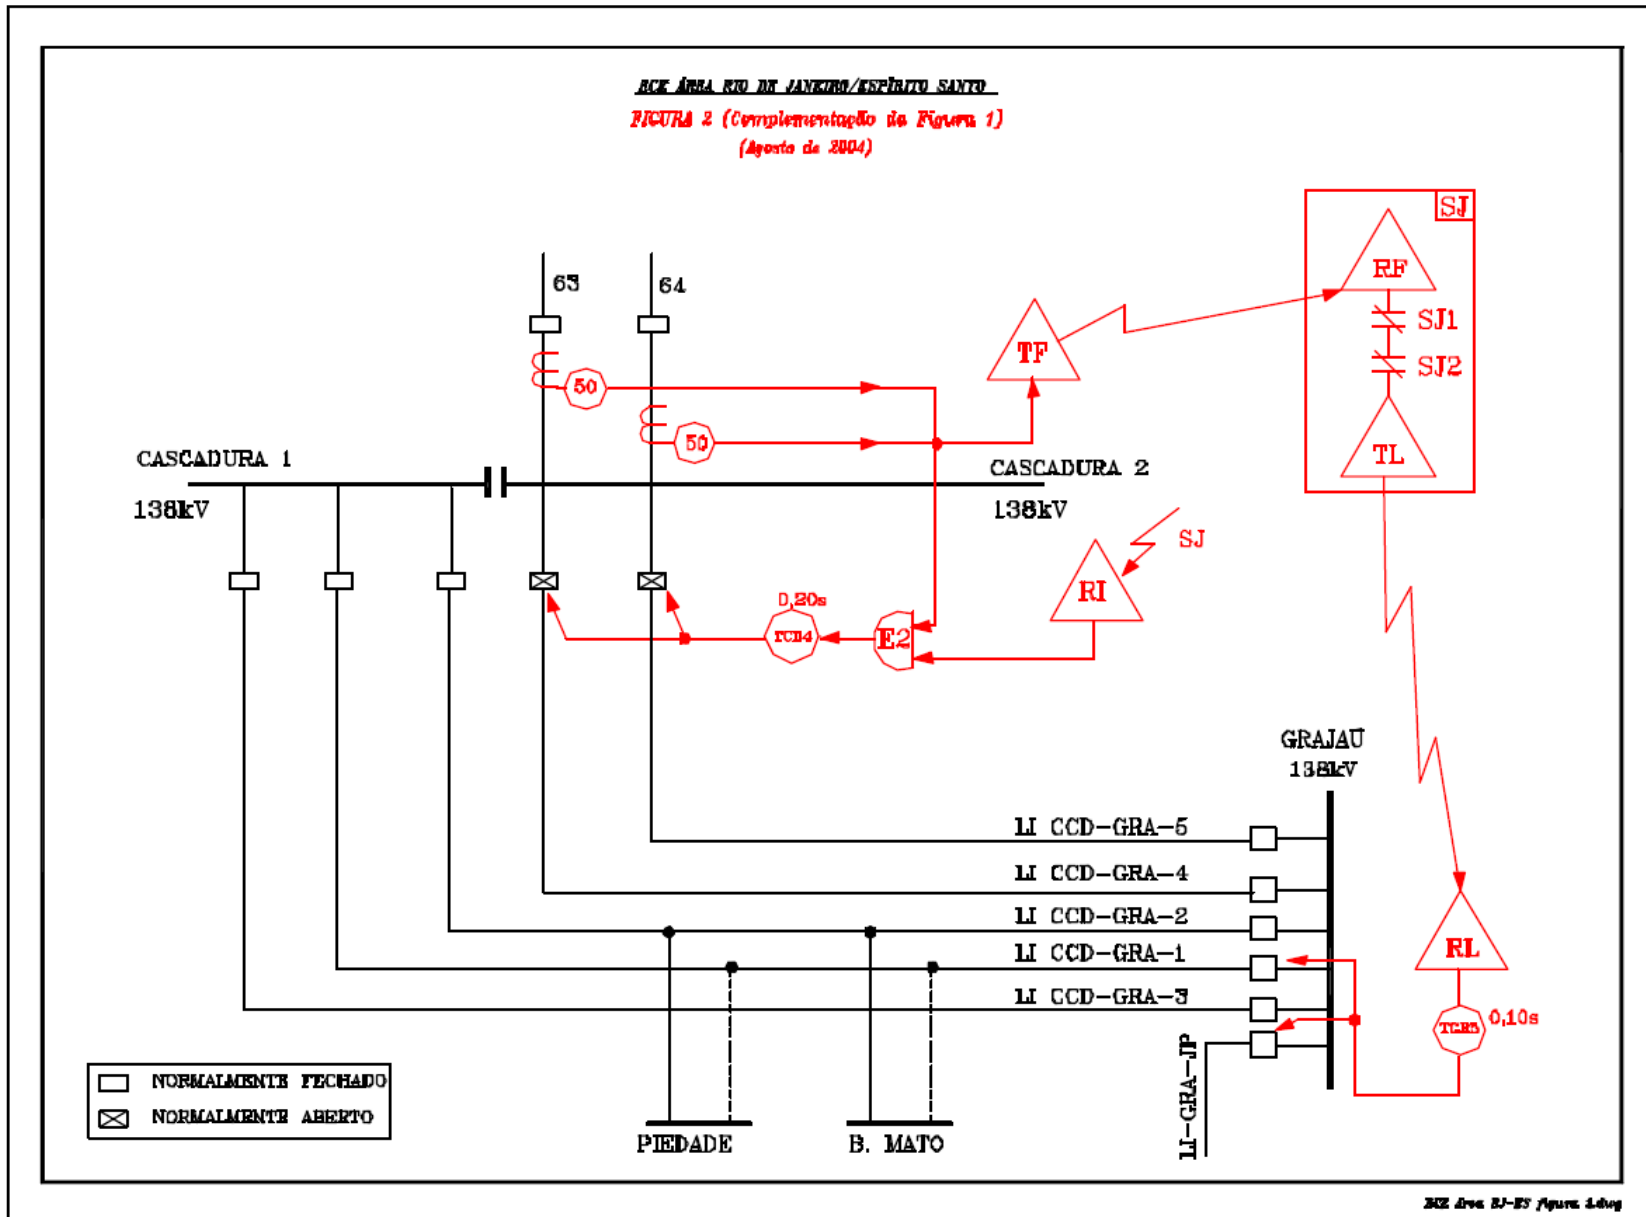 ECE ÁREA RIO DE JANEIRO/ESPÍRITO SANTO
FIGURA 2 (Complementação da Figura 1)
(Agosto de 2004)
SJ
RF
SJ1
SJ2
TL
63
64
TF
50
50
CASCADURA 1
138kV
CASCADURA 2
138kV
SJ
RI
0,20s
TCD4
E2
GRAJAÚ
138kV
LI CCD-GRA-5
LI CCD-GRA-4
LI CCD-GRA-2
LI CCD-GRA-1
LI CCD-GRA-3
LI-GRA-JP
RL
0,10s
NORMALMENTE FECHADO
NORMALMENTE ABERTO
PIEDADE
B. MATO